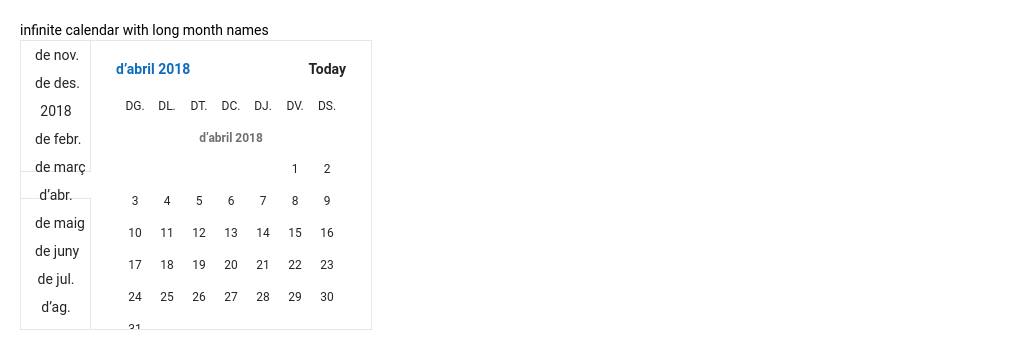 infinite calendar with long month names
de nov.
de des.
2018
de febr.
de març
d’abr.
de maig
de juny
de jul.
d’ag.
d’abril 2018 Today
DG. DL. DT. DC. DJ. DV. DS.
d’abril 2018
1 2
3 4 5 6 7 8 9
10 11 12 13 14 15 16
17 18 19 20 21 22 23
24 25 26 27 28 29 30
31